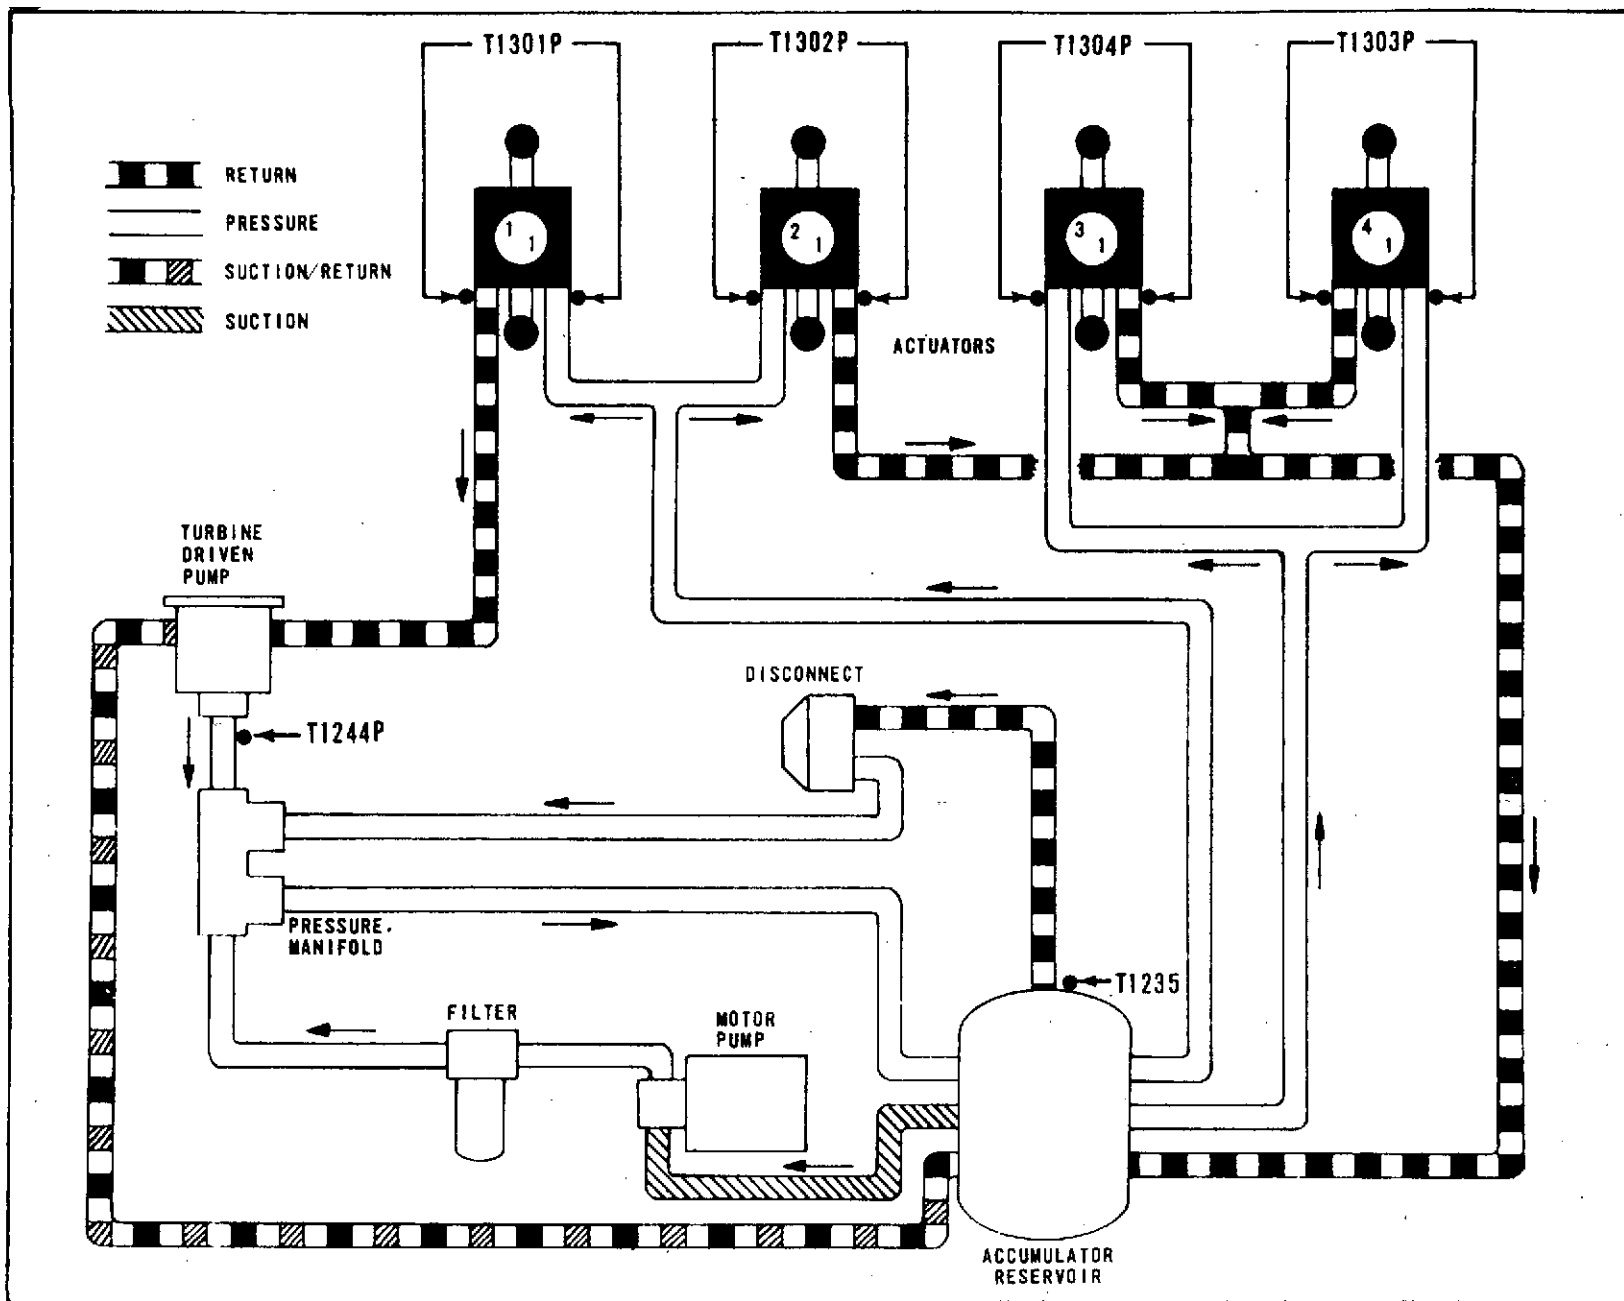 T1301P
T1302P
T1304P
T1303P
RETURN
PRESSURE
SUCTION/RETURN
SUCTION
1 1
2 1
3 1
4 1
ACTUATORS
TURBINE
DRIVEN
PUMP
DISCONNECT
T1244P
PRESSURE.
MANIFOLD
T1235
FILTER
MOTOR
PUMP
ACCUMULATOR
RESERVOIR